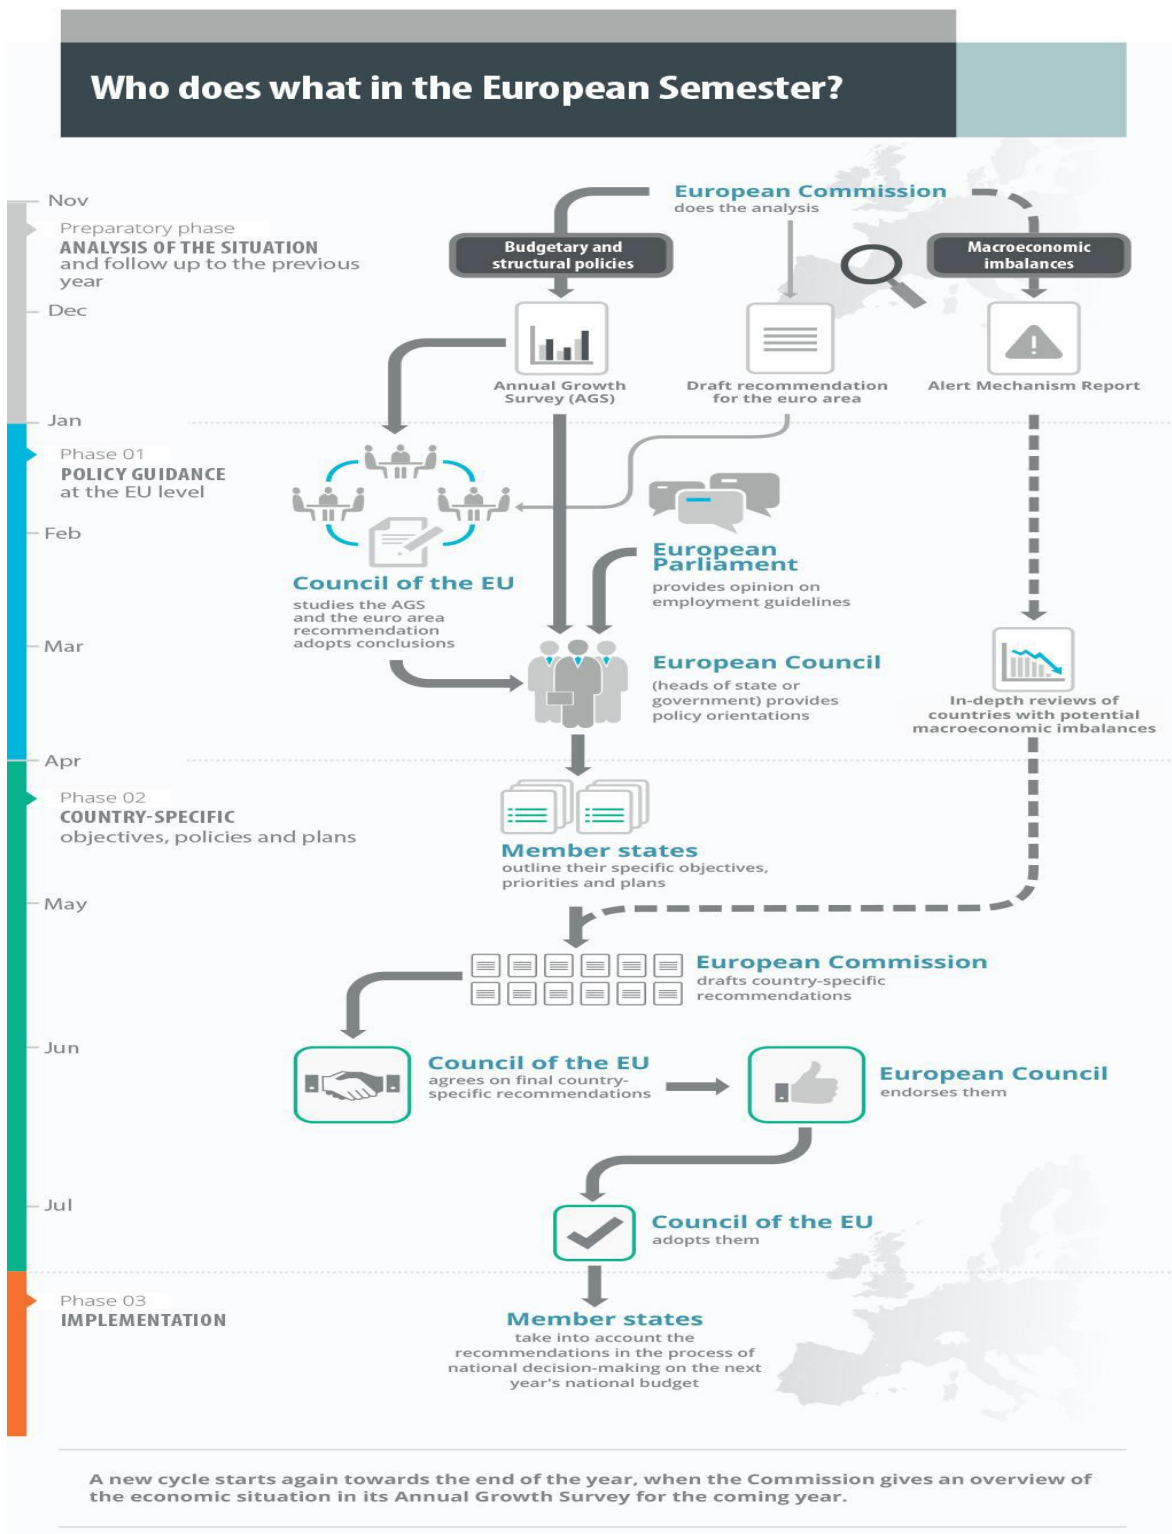 Who does what in the European Semester?
Nov
Preparatory phase
ANALYSIS OF THE SITUATION
and follow up to the previous
year
Dec
European Commission
does the analysis
Budgetary and
structural policies
Macroeconomic
imbalances
Annual Growth
Survey (AGS)
Draft recommendation
for the euro area
Alert Mechanism Report
Jan
Phase 01
POLICY GUIDANCE
at the EU level
Feb
Council of the EU
studies the AGS
and the euro area
recommendation
adopts conclusions
European
Parliament
provides opinion on
employment guidelines
Mar
European Council
(heads of state or
government) provides
policy orientations
In-depth reviews of
countries with potential
macroeconomic imbalances
Apr
Phase 02
COUNTRY-SPECIFIC
objectives, policies and plans
Member states
outline their specific objectives,
priorities and plans
May
European Commission
drafts country-specific
recommendations
Jun
Council of the EU
agrees on final country-
specific recommendations
European Council
endorses them
Jul
Council of the EU
adopts them
Phase 03
IMPLEMENTATION
Member states
take into account the
recommendations in the process of
national decision-making on the next
year's national budget
A new cycle starts again towards the end of the year, when the Commission gives an overview of
the economic situation in its Annual Growth Survey for the coming year.